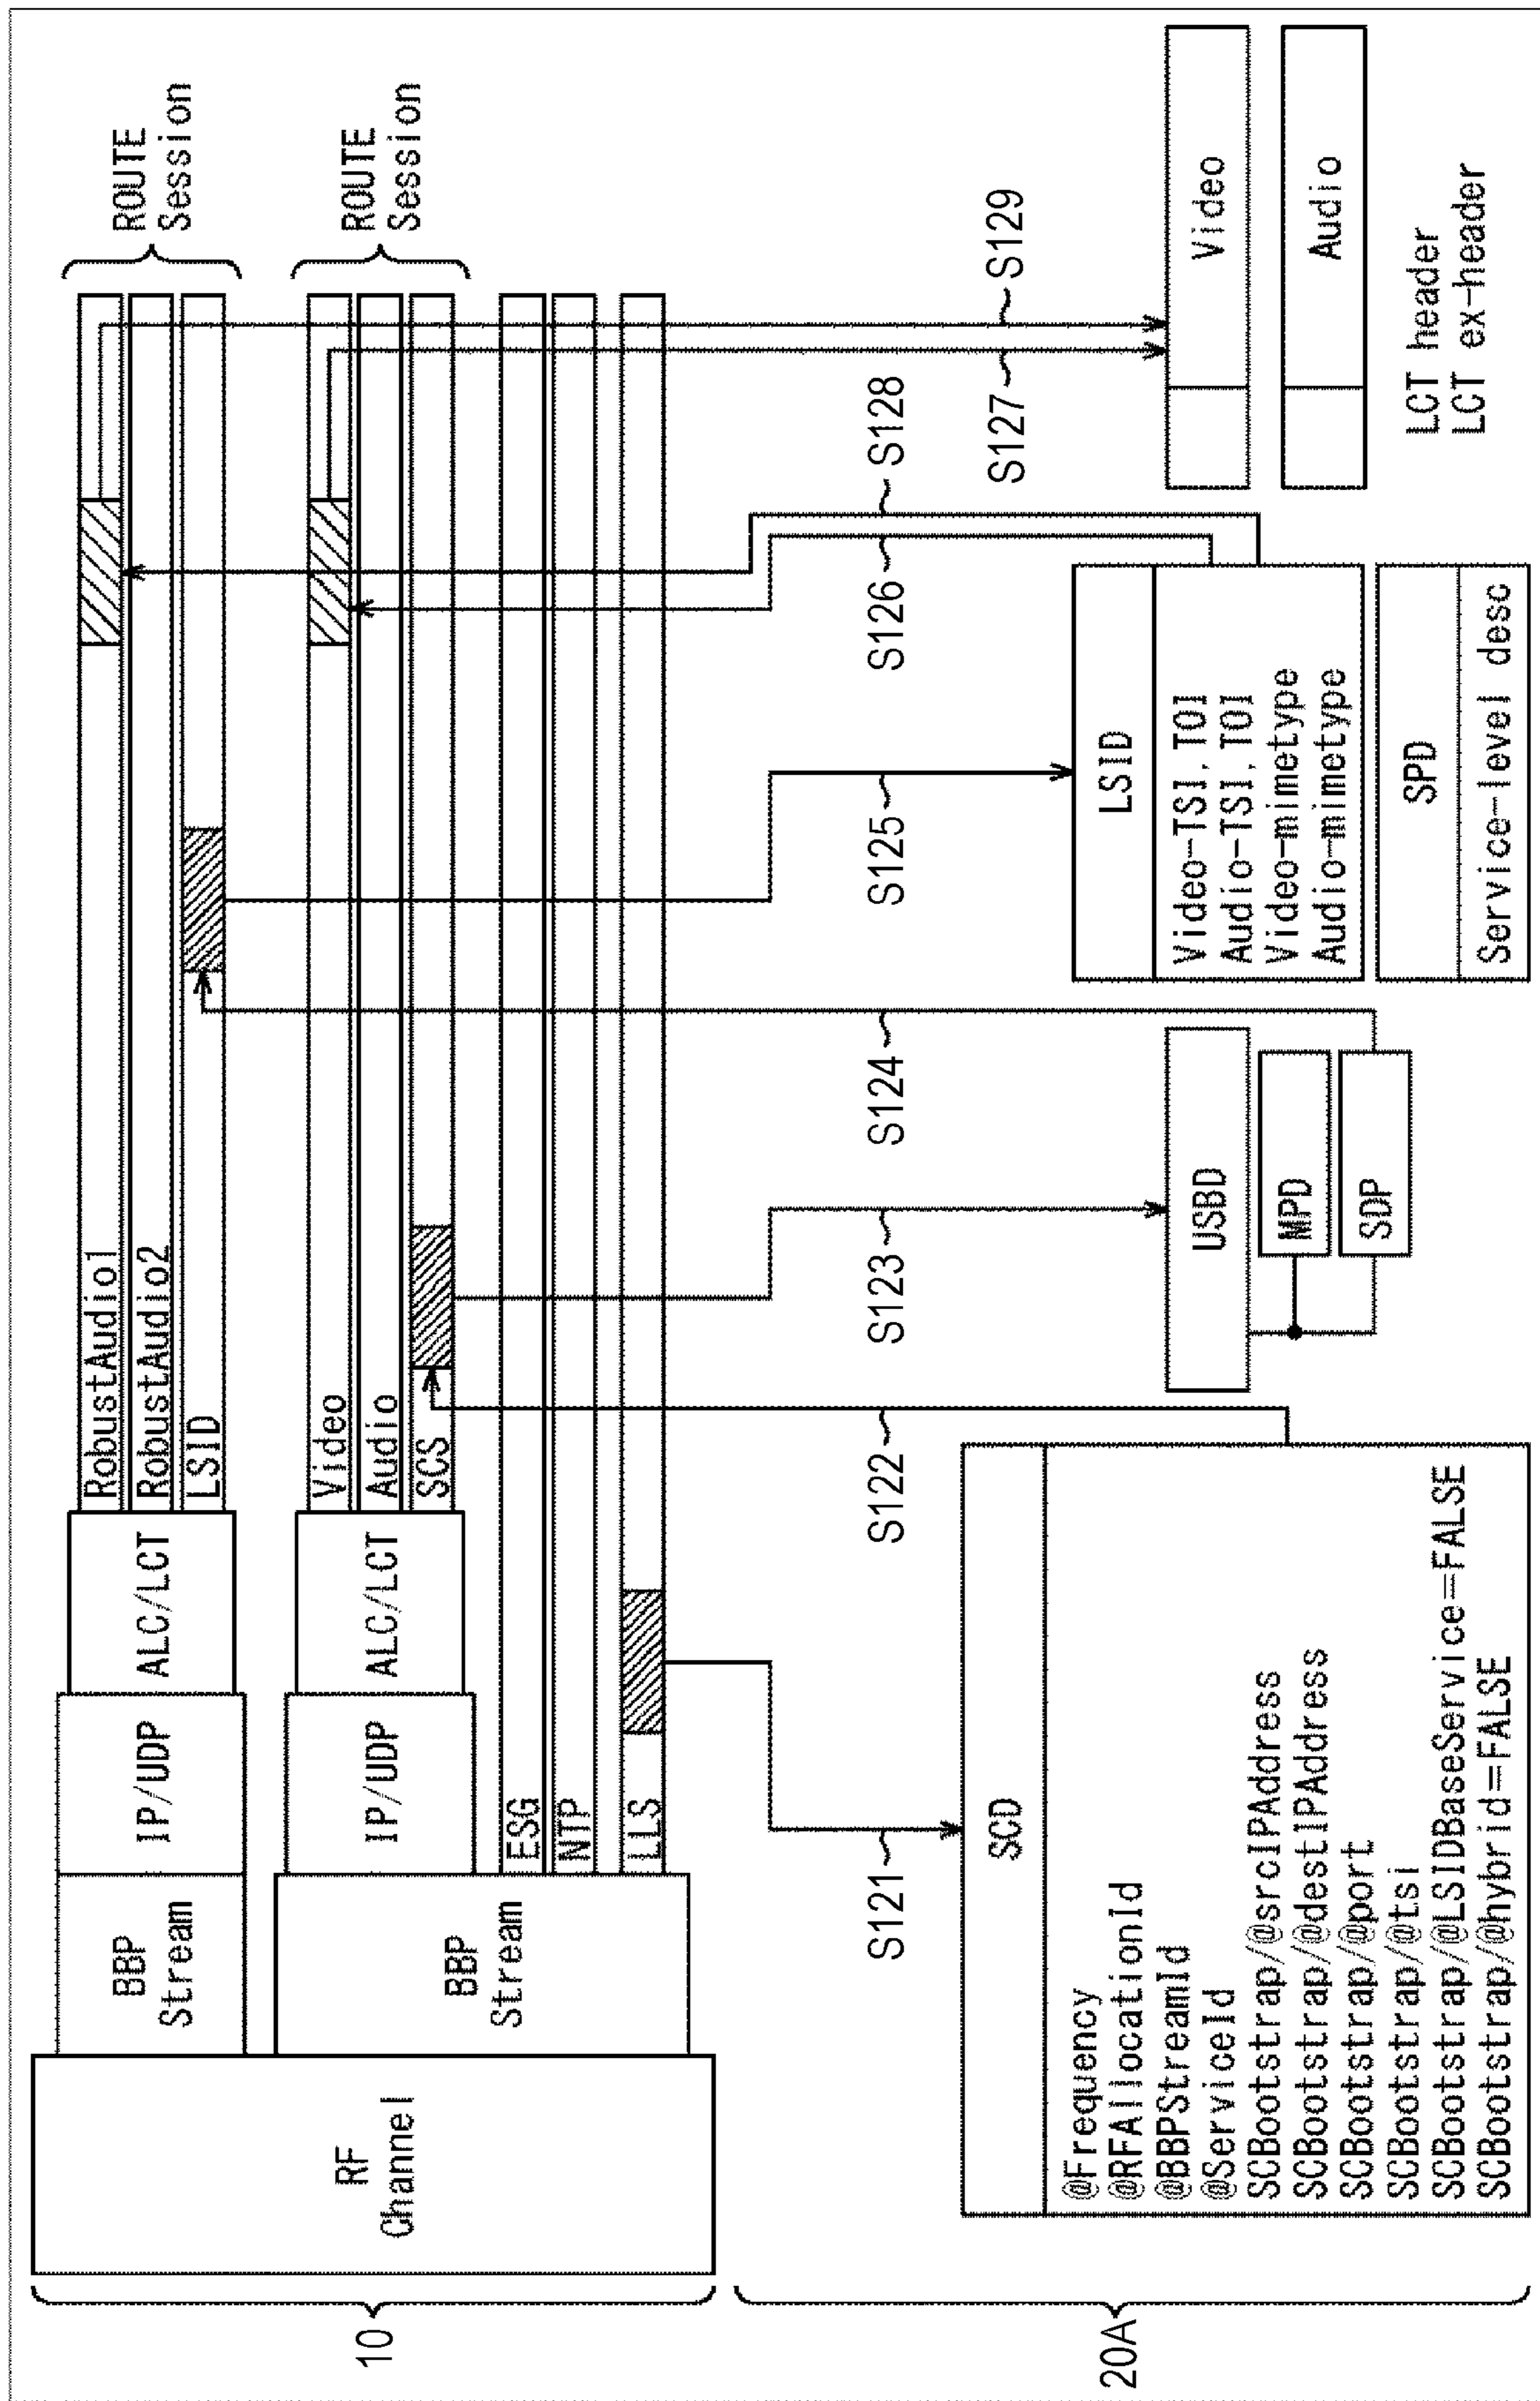 10
RF
Channel
BBP
Stream
IP/UDP
ALC/LCT
RobustAudio1
RobustAudio2
LSID
ROUTE
Session
BBP
Stream
IP/UDP
ALC/LCT
Video
Audio
SCS
ROUTE
Session
ESG
NTP
LLS
20A
S121
S122
S123
S124
S125
S126
S128
S127
S129
SCD
@Frequency
@RFAllocationId
@BBPStreamId
@ServiceId
SCBootstrap/@srcIPAddress
SCBootstrap/@destIPAddress
SCBootstrap/@port
SCBootstrap/@tsi
SCBootstrap/@LSIDBaseService=FALSE
SCBootstrap/@hybrid=FALSE
USBD
MPD
SDP
LSID
Video-TSI, TOI
Audio-TSI, TOI
Video-mimetype
Audio-mimetype
SPD
Service-level desc
Video
Audio
LCT header
LCT ex-header